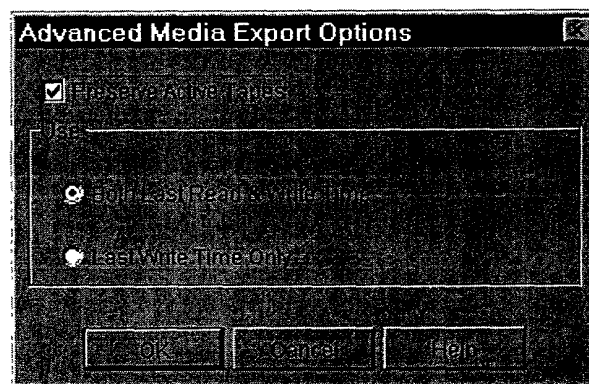 Advanced Media Export Options
Preserve Active Tapes
Use
Both Last Read & Write Time
Last Write Time Only
OK Cancel Help